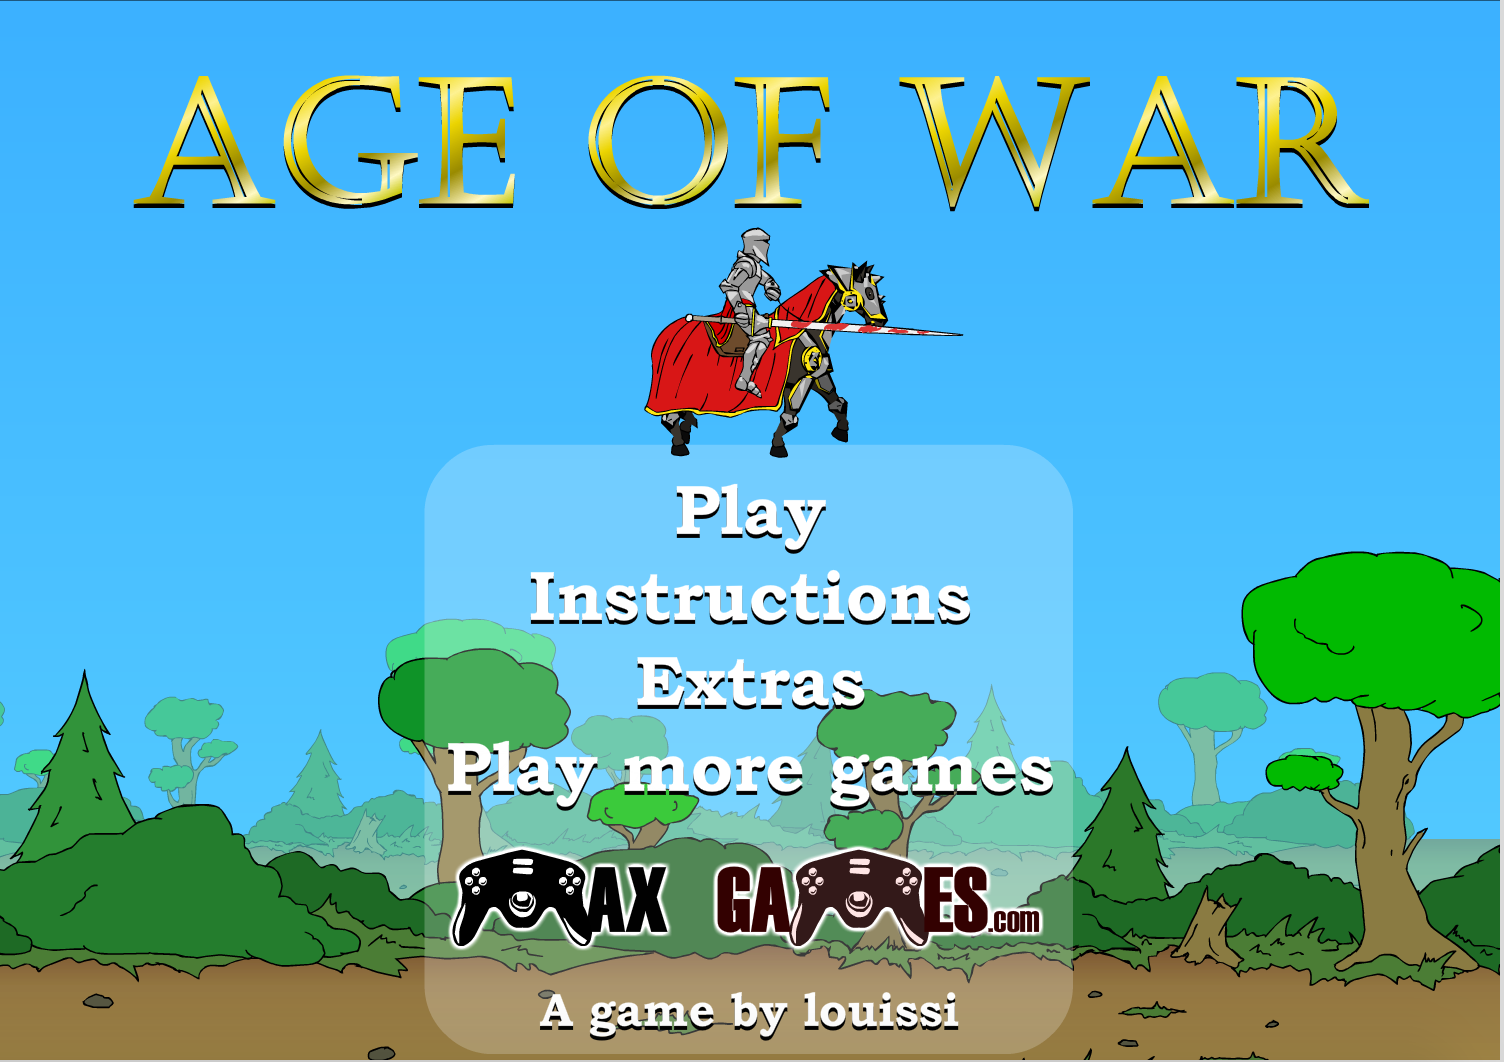 AGE OF WAR
Play
Instructions
Extras
Play more games
MAX GAMES.com
A game by louissi